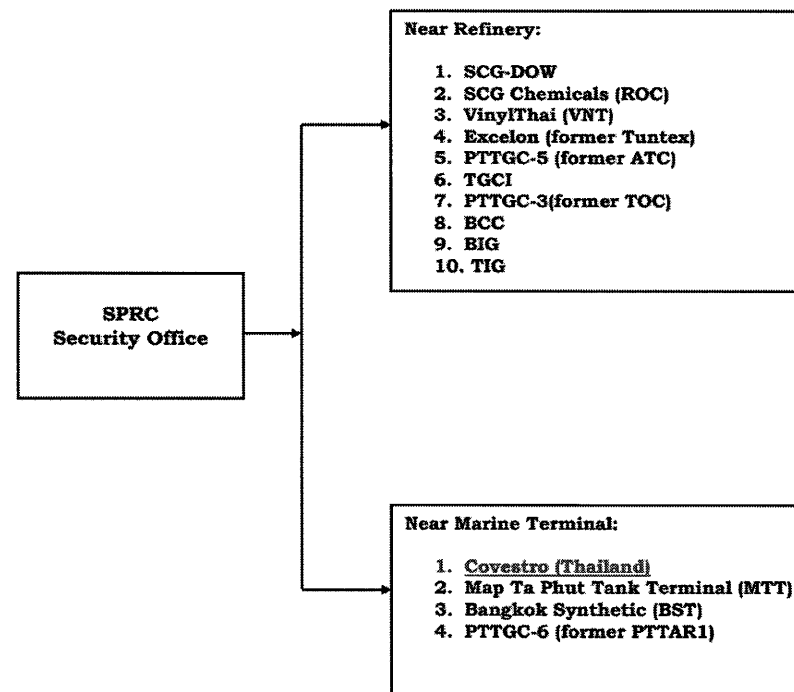 Near Refinery:
1. SCG-DOW
2. SCG Chemicals (ROC)
3. VinylThai (VNT)
4. Excelon (former Tuntex)
5. PTTGC-5 (former ATC)
6. TGCI
7. PTTGC-3(former TOC)
8. BCC
9. BIG
10. TIG
SPRC
Security Office
Near Marine Terminal:
1. Covestro (Thailand)
2. Map Ta Phut Tank Terminal (MTT)
3. Bangkok Synthetic (BST)
4. PTTGC-6 (former PTTAR1)